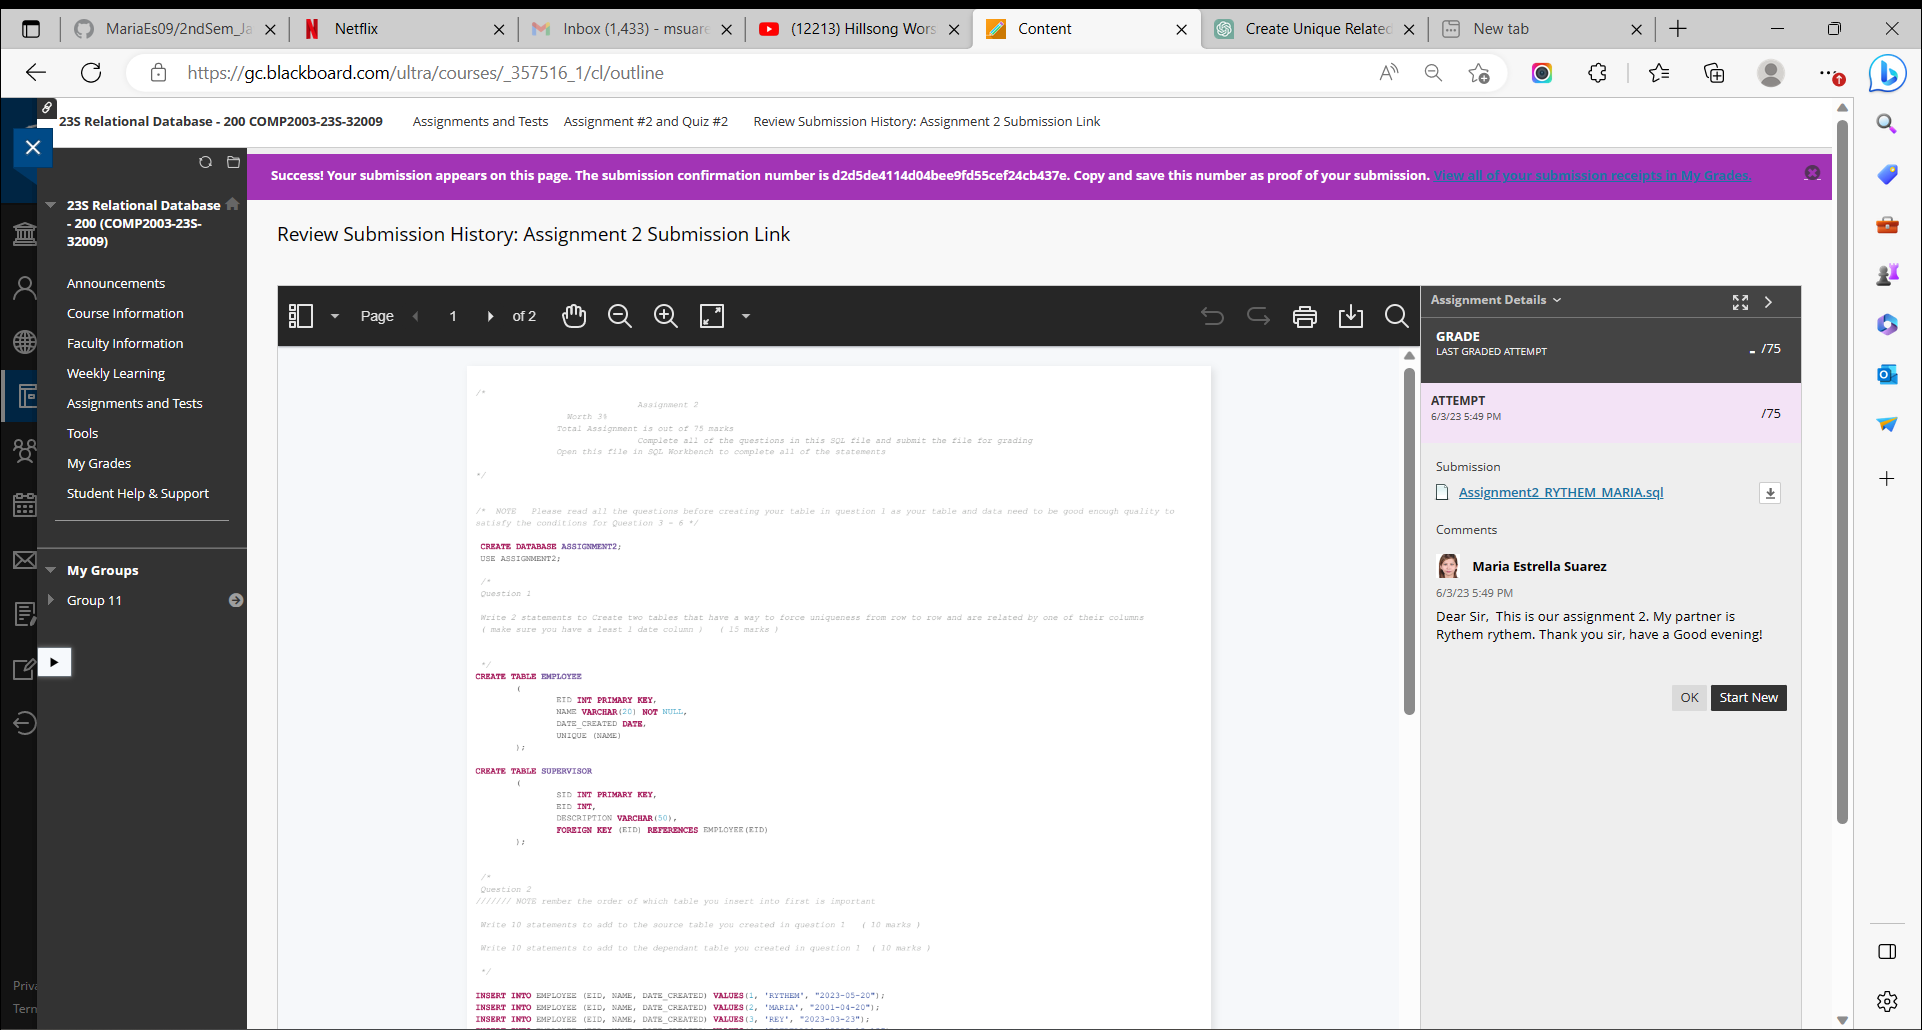 MariaEs09/2ndSem_Ja
Netflix
Inbox (1,433) - msuare
(12213) Hillsong Wors
Content
Create Unique Related
New tab
https://gc.blackboard.com/ultra/courses/_357516_1/cl/outline
23S Relational Database - 200 COMP2003-23S-32009
Assignments and Tests
Assignment #2 and Quiz #2
Review Submission History: Assignment 2 Submission Link
Success! Your submission appears on this page. The submission confirmation number is d2d5de4114d04bee9fd55cef24cb437e. Copy and save this number as proof of your submission. View all of your submission receipts in My Grades.
23S Relational Database
- 200 (COMP2003-23S-
32009)
Announcements
Course Information
Faculty Information
Weekly Learning
Assignments and Tests
Tools
My Grades
Student Help & Support
My Groups
Group 11
Priva
Term
Review Submission History: Assignment 2 Submission Link
Page 1 of 2
/*
Assignment 2
Worth 3%
Total Assignment is out of 75 marks
Complete all of the questions in this SQL file and submit the file for grading
Open this file in SQL Workbench to complete all of the statements
*/
/* NOTE Please read all the questions before creating your table in question 1 as your table and data need to be good enough quality to
satisfy the conditions for Question 3 - 6 */
CREATE DATABASE ASSIGNMENT2;
USE ASSIGNMENT2;
/*
Question 1
Write 2 statements to Create two tables that have a way to force uniqueness from row to row and are related by one of their columns
( make sure you have a least 1 date column ) ( 15 marks )
*/
CREATE TABLE EMPLOYEE
(
EID INT PRIMARY KEY,
NAME VARCHAR(20) NOT NULL,
DATE_CREATED DATE,
UNIQUE (NAME)
);
CREATE TABLE SUPERVISOR
(
SID INT PRIMARY KEY,
EID INT,
DESCRIPTION VARCHAR(50),
FOREIGN KEY (EID) REFERENCES EMPLOYEE(EID)
);
/*
Question 2
/////// NOTE rember the order of which table you insert into first is important
Write 10 statements to add to the source table you created in question 1 ( 10 marks )
Write 10 statements to add to the dependant table you created in question 1 ( 10 marks )
*/
INSERT INTO EMPLOYEE (EID, NAME, DATE_CREATED) VALUES(1, 'RYTHEM', "2023-05-20");
INSERT INTO EMPLOYEE (EID, NAME, DATE_CREATED) VALUES(2, 'MARIA', "2001-04-20");
INSERT INTO EMPLOYEE (EID, NAME, DATE_CREATED) VALUES(3, 'REY', "2023-03-23");
Assignment Details
GRADE
LAST GRADED ATTEMPT
- /75
ATTEMPT
6/3/23 5:49 PM
/75
Submission
Assignment2_RYTHEM_MARIA.sql
Comments
Maria Estrella Suarez
6/3/23 5:49 PM
Dear Sir, This is our assignment 2. My partner is
Rythem rythem. Thank you sir, have a Good evening!
OK
Start New